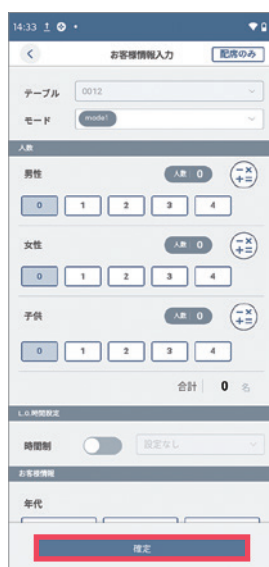 14:33
お客様情報入力 配席のみ
テーブル 0012
モード mode1
人数
男性 人数 0
0 1 2 3 4
女性 人数 0
0 1 2 3 4
子供 人数 0
0 1 2 3 4
合計 0 名
L.O.時間設定
時間制 設定なし
お客様情報
年代
確定